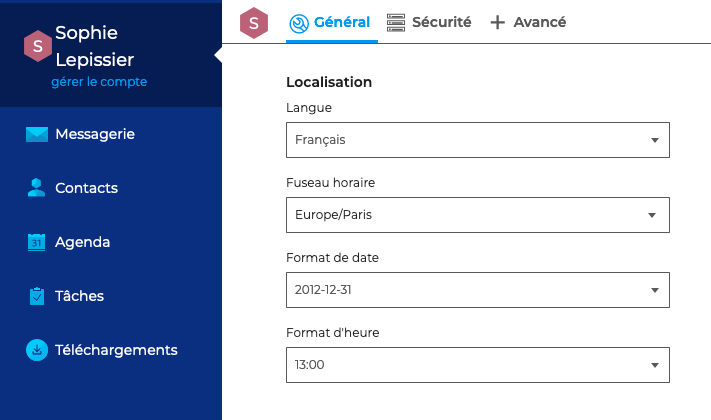 S
Sophie
Lepissier
gérer le compte
Messagerie
Contacts
31
Agenda
Tâches
Téléchargements
S
Général
Sécurité
Avancé
Localisation
Langue
Français
Fuseau horaire
Europe/Paris
Format de date
2012-12-31
Format d'heure
13:00